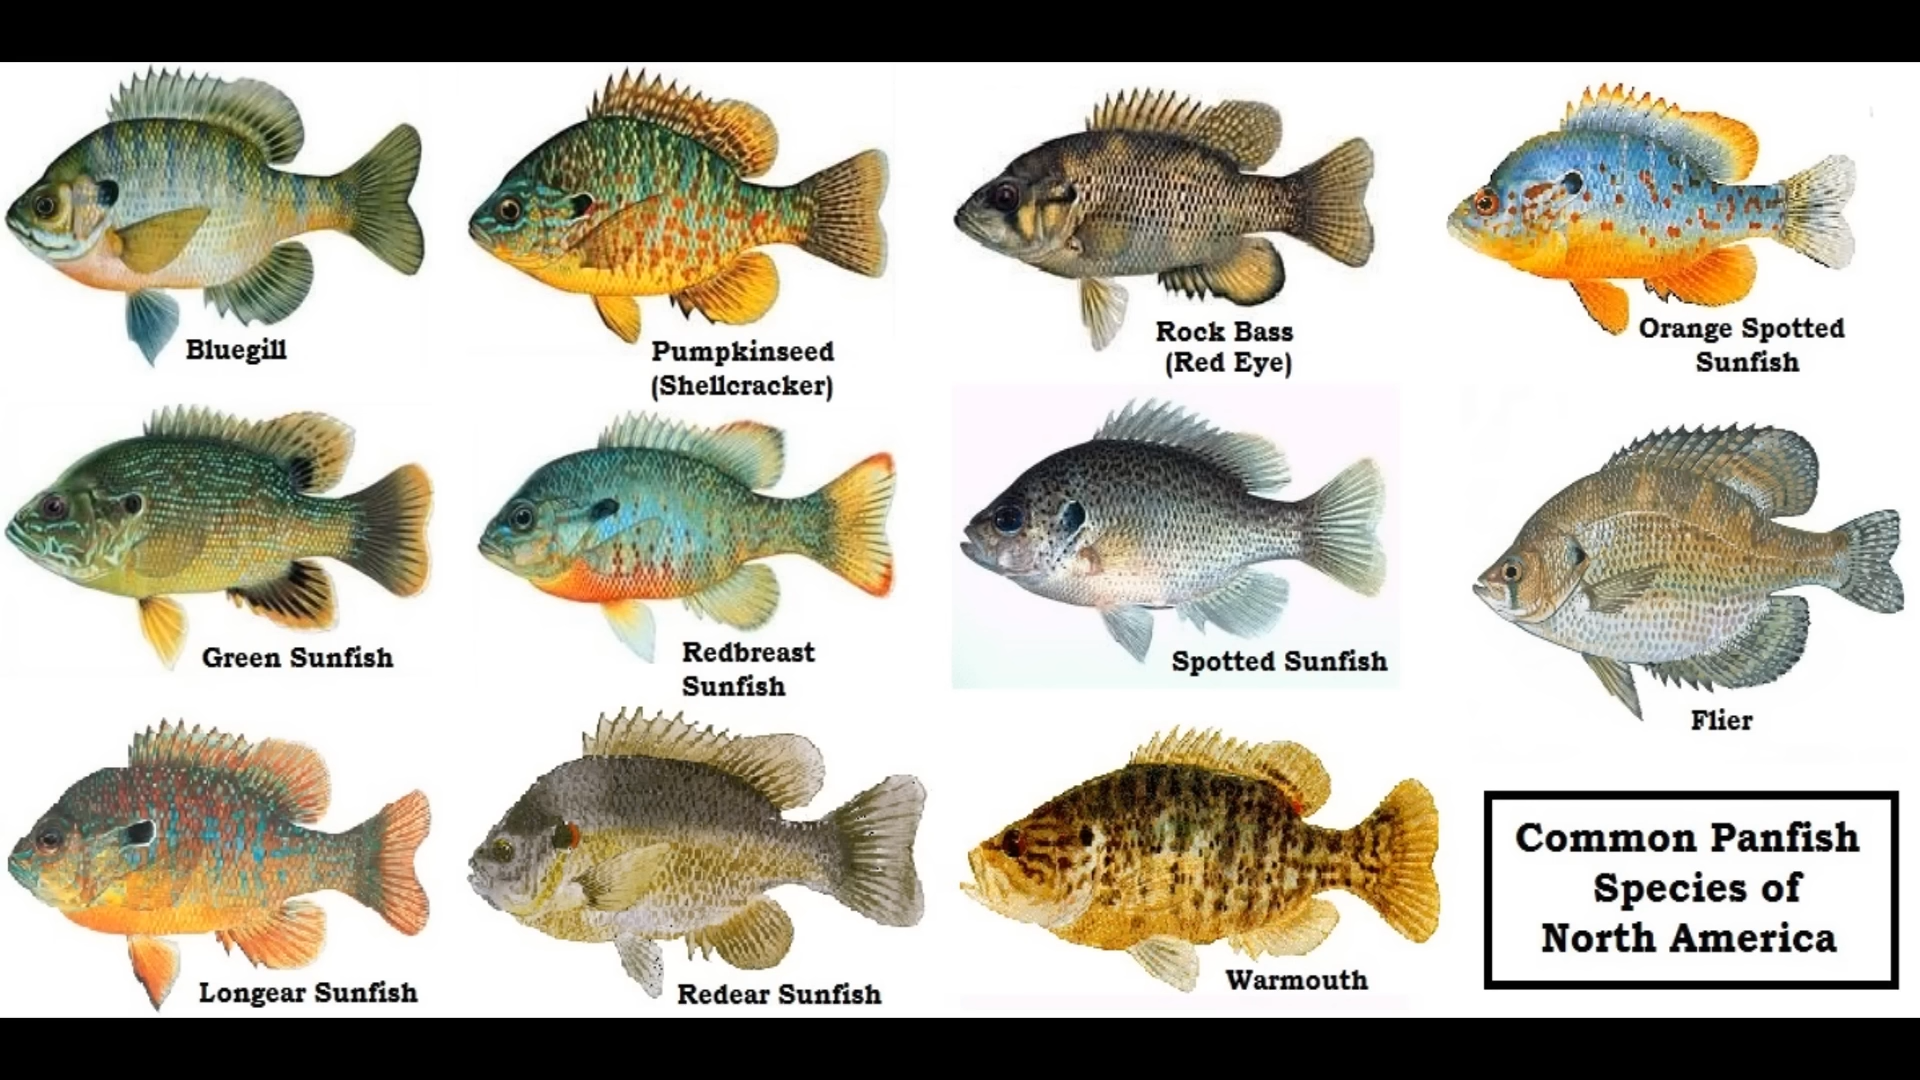 Bluegill
Pumpkinseed
(Shellcracker)
Rock Bass
(Red Eye)
Orange Spotted
Sunfish
Green Sunfish
Redbreast
Sunfish
Spotted Sunfish
Flier
Longear Sunfish
Redear Sunfish
Warmouth
Common Panfish
Species of
North America